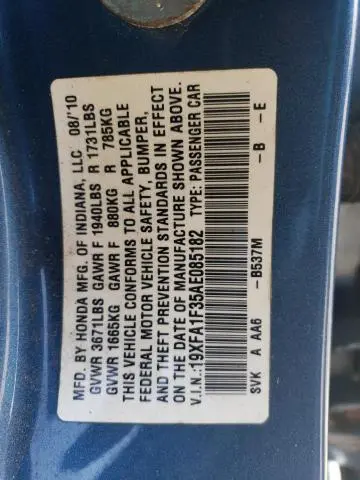 MFD. BY HONDA MFG. OF INDIANA, LLC 08/'10
GVWR 3671LBS GAWR F 1940LBS R 1731LBS
GVWR 1665KG GAWR F 880KG R 785KG
THIS VEHICLE CONFORMS TO ALL APPLICABLE
FEDERAL MOTOR VEHICLE SAFETY, BUMPER,
AND THEFT PREVENTION STANDARDS IN EFFECT
ON THE DATE OF MANUFACTURE SHOWN ABOVE.
V.I.N.:19XFA1F35AE085182 TYPE: PASSENGER CAR
SVK A AA6 -B537M -B -E